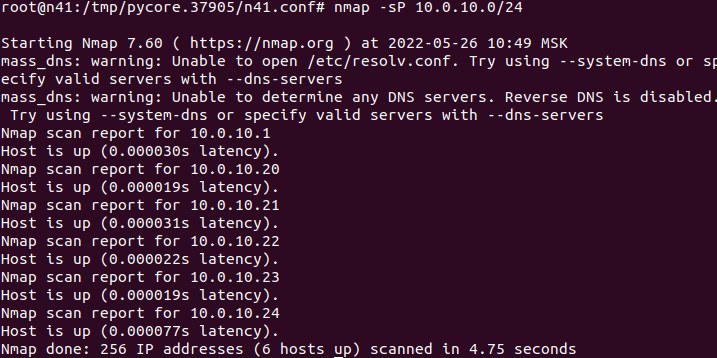 root@n41:/tmp/pycore.37905/n41.conf# nmap -sP 10.0.10.0/24
Starting Nmap 7.60 ( https://nmap.org ) at 2022-05-26 10:49 MSK
mass_dns: warning: Unable to open /etc/resolv.conf. Try using --system-dns or sp
ecify valid servers with --dns-servers
mass_dns: warning: Unable to determine any DNS servers. Reverse DNS is disabled.
 Try using --system-dns or specify valid servers with --dns-servers
Nmap scan report for 10.0.10.1
Host is up (0.000030s latency).
Nmap scan report for 10.0.10.20
Host is up (0.000019s latency).
Nmap scan report for 10.0.10.21
Host is up (0.000031s latency).
Nmap scan report for 10.0.10.22
Host is up (0.000022s latency).
Nmap scan report for 10.0.10.23
Host is up (0.000019s latency).
Nmap scan report for 10.0.10.24
Host is up (0.000077s latency).
Nmap done: 256 IP addresses (6 hosts up) scanned in 4.75 seconds